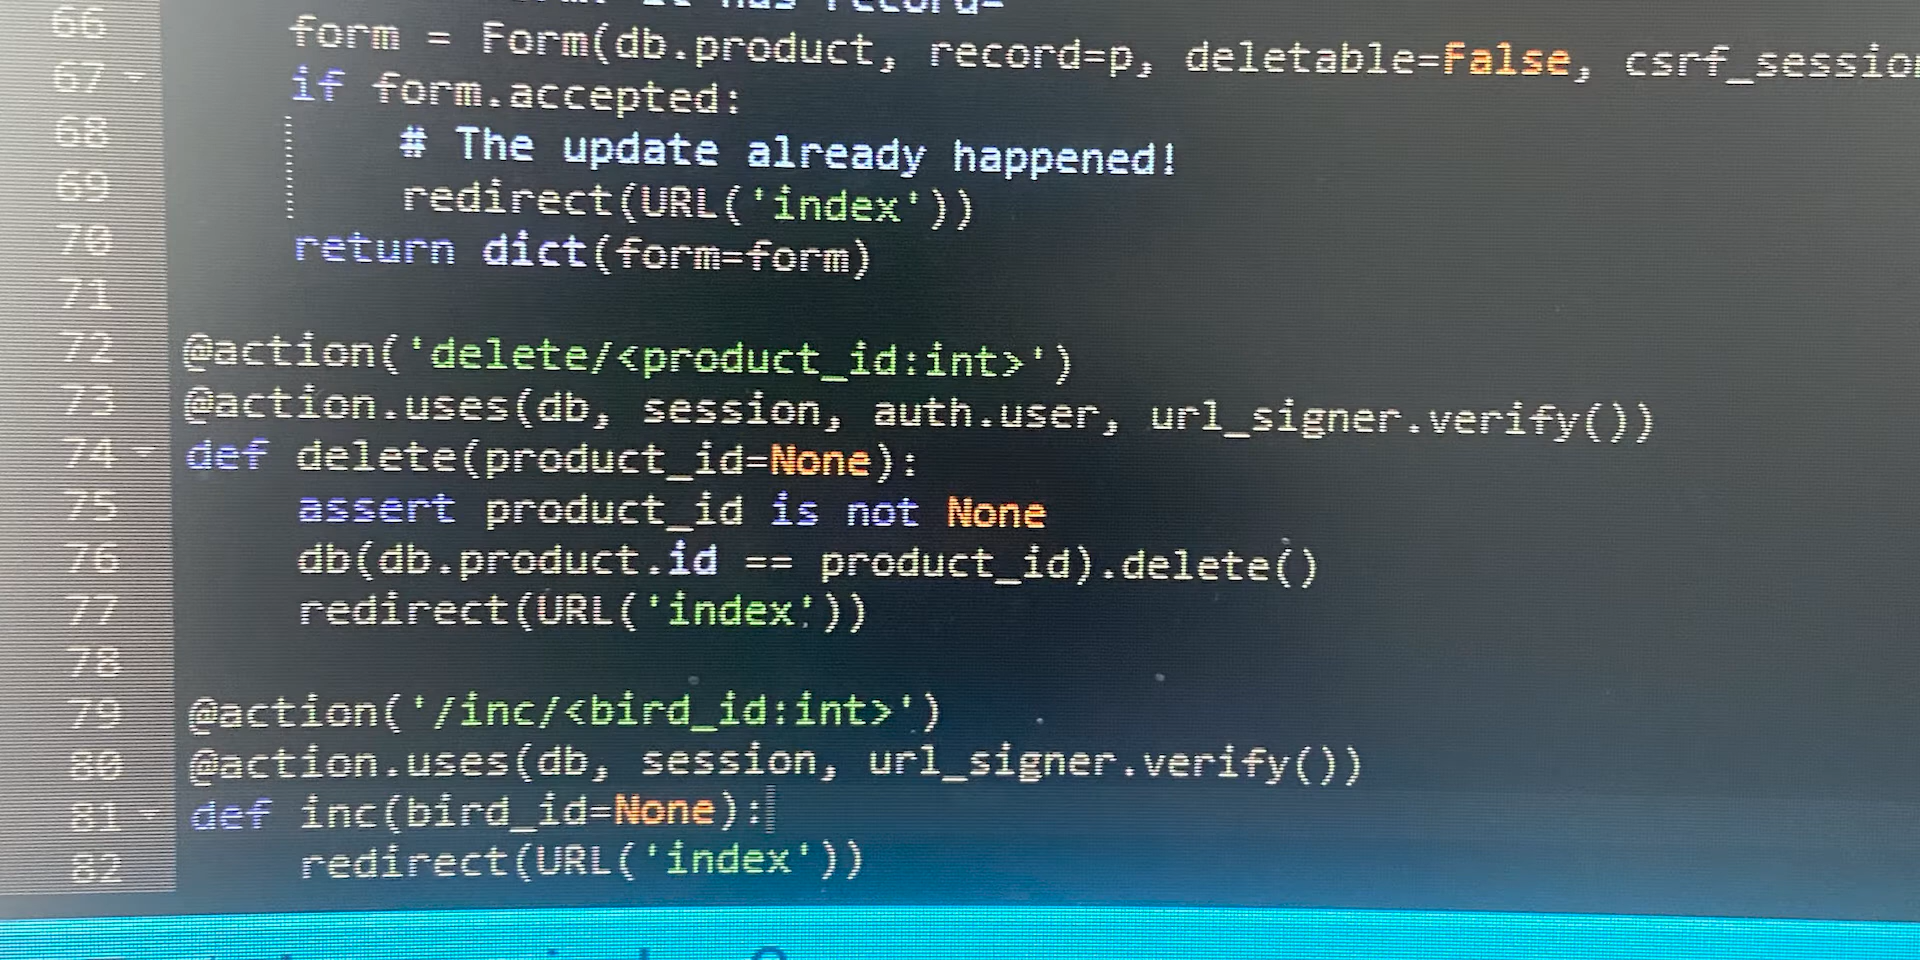 66
form = Form(db.product, record=p, deletable=False, csrf_session
67 if form.accepted:
68 # The update already happened!
69 redirect(URL('index'))
70 return dict(form=form)
71
72 @action('delete/<product_id:int>')
73 @action.uses(db, session, auth.user, url_signer.verify())
74 def delete(product_id=None):
75 assert product_id is not None
76 db(db.product.id == product_id).delete()
77 redirect(URL('index'))
78
79 @action('/inc/<bird_id:int>')
80 @action.uses(db, session, url_signer.verify())
81 def inc(bird_id=None):
82 redirect(URL('index'))